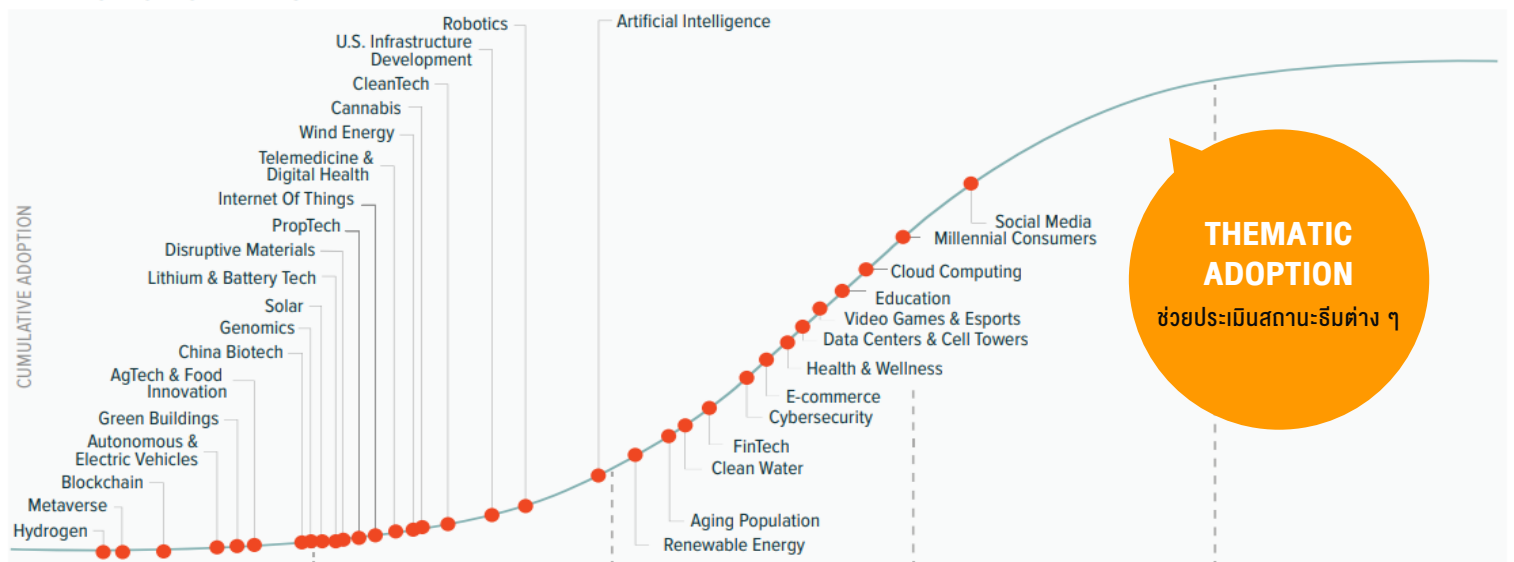 Robotics
Artificial Intelligence
U.S. Infrastructure
Development
CleanTech
Cannabis
Wind Energy
Telemedicine &
Digital Health
Internet Of Things
PropTech
Disruptive Materials
Lithium & Battery Tech
Solar
Genomics
China Biotech
AgTech & Food
Innovation
Green Buildings
Autonomous &
Electric Vehicles
Blockchain
Metaverse
Hydrogen
CUMULATIVE ADOPTION
Social Media
Millennial Consumers
Cloud Computing
Education
Video Games & Esports
Data Centers & Cell Towers
Health & Wellness
E-commerce
Cybersecurity
FinTech
Clean Water
Aging Population
Renewable Energy
THEMATIC
ADOPTION
ช่วยประเมินสถานะธีมต่าง ๆ